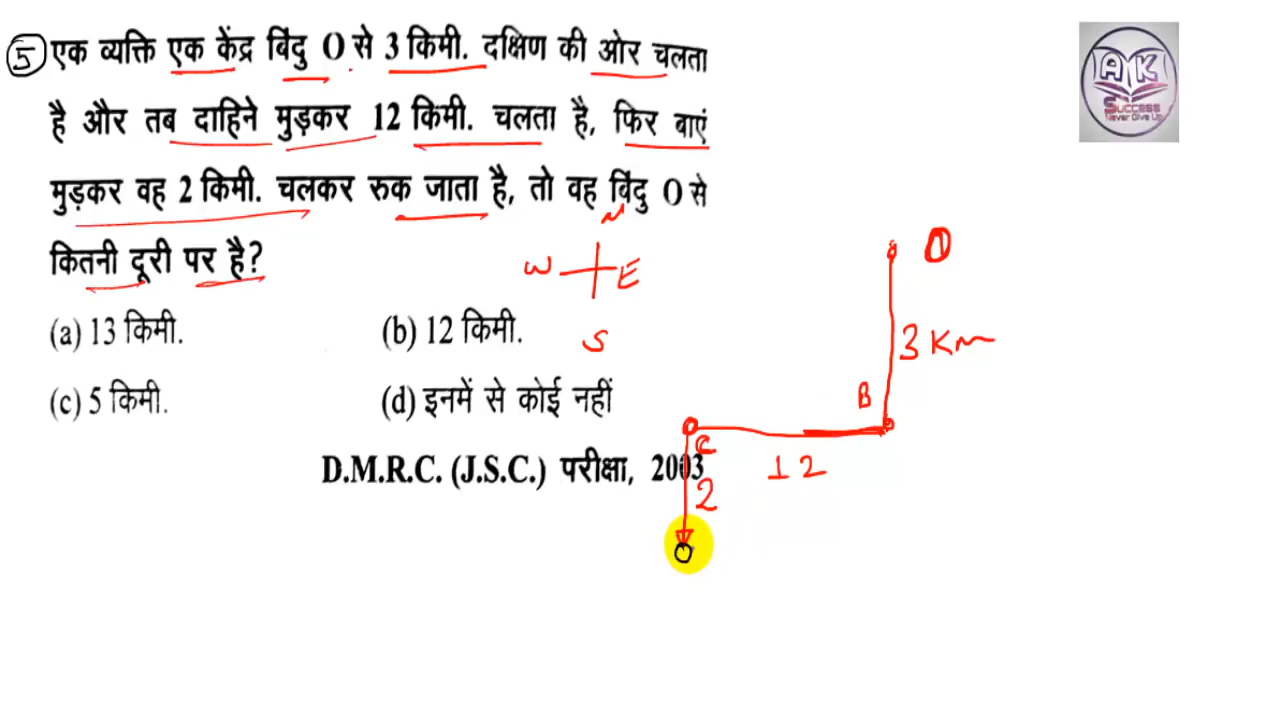 5 एक व्यक्ति एक केंद्र बिंदु O से 3 किमी. दक्षिण की ओर चलता
है और तब दाहिने मुड़कर 12 किमी. चलता है, फिर बाएं
मुड़कर वह 2 किमी. चलकर रुक जाता है, तो वह बिंदु O से
कितनी दूरी पर है?
(a) 13 किमी. (b) 12 किमी.
(c) 5 किमी. (d) इनमें से कोई नहीं
D.M.R.C. (J.S.C.) परीक्षा, 2003
N
W E
S
3 Km
B
C
12
2
AK
Success
Never Give Up